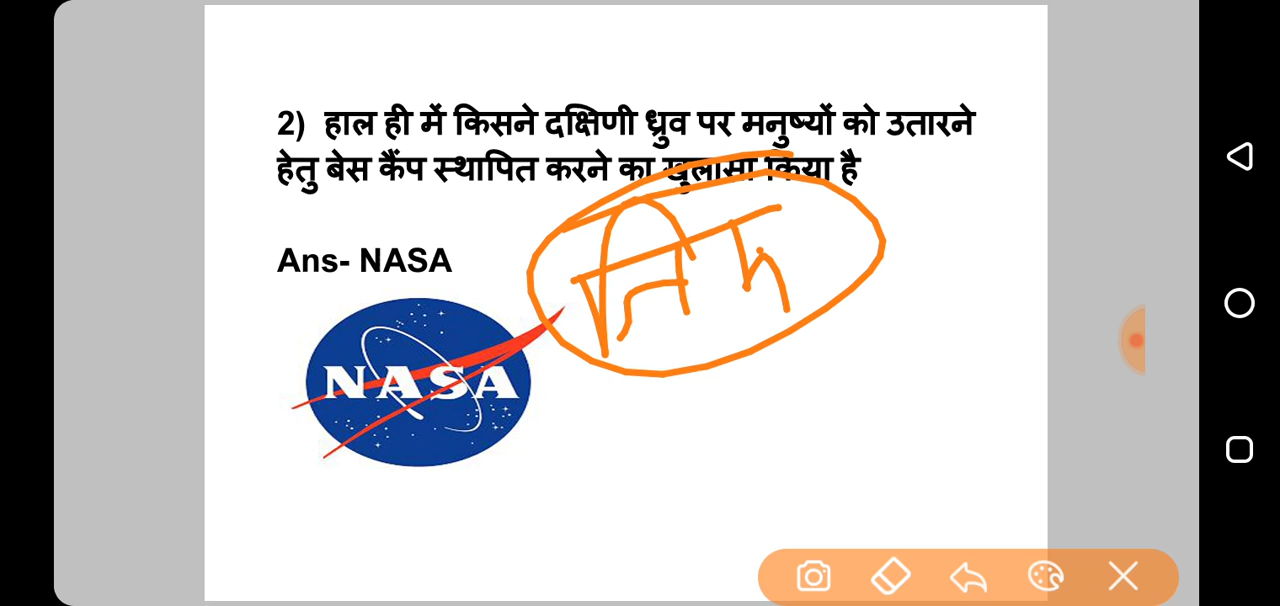 2) हाल ही में किसने दक्षिणी ध्रुव पर मनुष्यों को उतारने
हेतु बेस कैंप स्थापित करने का खुलासा किया है
Ans- NASA
NASA